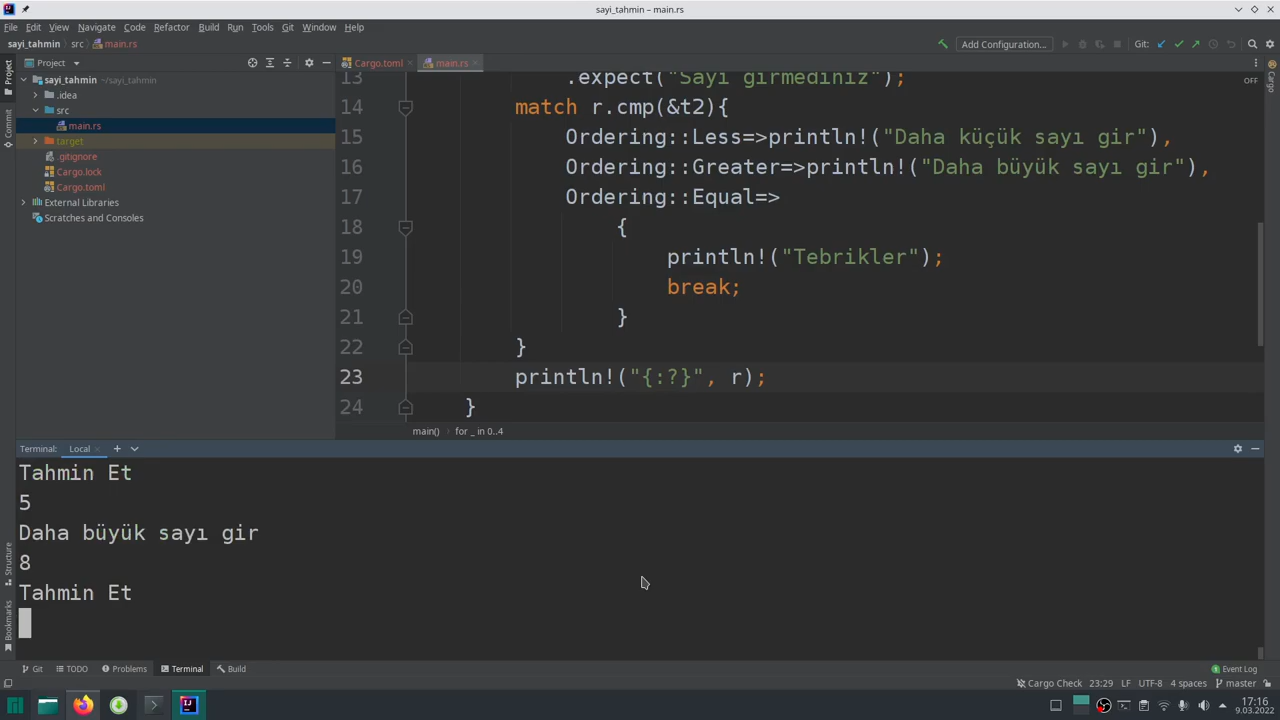 sayi_tahmin – main.rs
File Edit View Navigate Code Refactor Build Run Tools Git Window Help
sayi_tahmin src main.rs
Add Configuration...
Git:
Project
Cargo.toml
main.rs
sayi_tahmin ~/sayi_tahmin
.idea
src
main.rs
target
.gitignore
Cargo.lock
Cargo.toml
External Libraries
Scratches and Consoles
Project
Commit
Structure
Bookmarks
Cargo
OFF
13 .expect("Sayı girmediniz");
14 match r.cmp(&t2){
15 Ordering::Less=>println!("Daha küçük sayı gir"),
16 Ordering::Greater=>println!("Daha büyük sayı gir"),
17 Ordering::Equal=>
18 {
19 println!("Tebrikler");
20 break;
21 }
22 }
23 println!("{:?}", r);
24 }
main() for _ in 0..4
Terminal: Local
Tahmin Et
5
Daha büyük sayı gir
8
Tahmin Et
Git TODO Problems Terminal Build
Event Log
Cargo Check 23:29 LF UTF-8 4 spaces master
17:16
9.03.2022